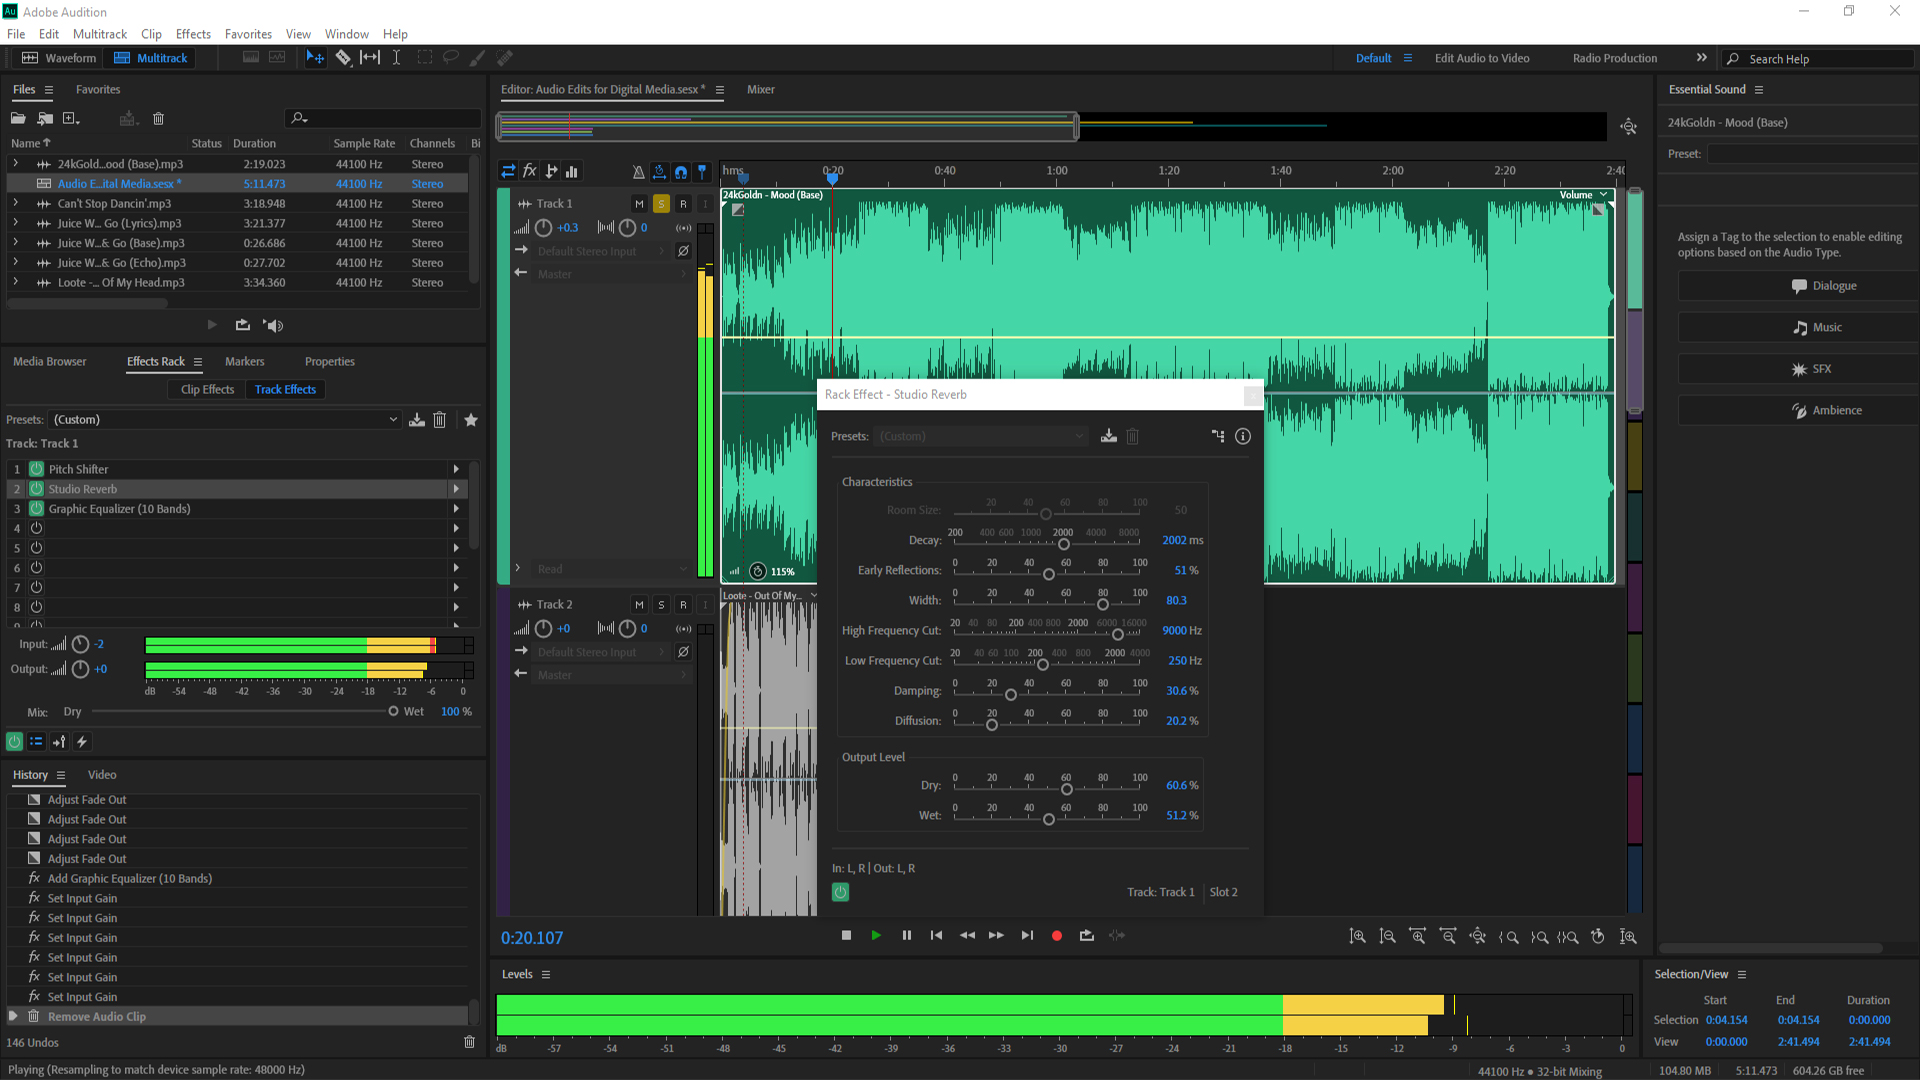 Au Adobe Audition
File Edit Multitrack Clip Effects Favorites View Window Help
Waveform Multitrack Default Edit Audio to Video Radio Production Search Help
Files Favorites
Name Status Duration Sample Rate Channels Bi
24kGold...ood (Base).mp3 2:19.023 44100 Hz Stereo
Audio E...ital Media.sesx * 5:11.473 44100 Hz Stereo
Can't Stop Dancin'.mp3 3:18.948 44100 Hz Stereo
Juice W... Go (Lyrics).mp3 3:21.377 44100 Hz Stereo
Juice W...& Go (Base).mp3 0:26.686 44100 Hz Stereo
Juice W...& Go (Echo).mp3 0:27.702 44100 Hz Stereo
Loote -... Of My Head.mp3 3:34.360 44100 Hz Stereo
Media Browser Effects Rack Markers Properties
Clip Effects Track Effects
Presets: (Custom)
Track: Track 1
1 Pitch Shifter
2 Studio Reverb
3 Graphic Equalizer (10 Bands)
4
5
6
7
8
Input: -2
Output: +0
dB -54 -48 -42 -36 -30 -24 -18 -12 -6 0
Mix: Dry Wet 100 %
History Video
Adjust Fade Out
Adjust Fade Out
Adjust Fade Out
Adjust Fade Out
fx Add Graphic Equalizer (10 Bands)
fx Set Input Gain
fx Set Input Gain
fx Set Input Gain
fx Set Input Gain
fx Set Input Gain
fx Set Input Gain
Remove Audio Clip
146 Undos
Playing (Resampling to match device sample rate: 48000 Hz)
Editor: Audio Edits for Digital Media.sesx * Mixer
fx
hms 0:20 0:40 1:00 1:20 1:40 2:00 2:20 2:40
Track 1 M S R I
+0.3 0
Default Stereo Input
Master
Read
24kGoldn - Mood (Base) Volume
115%
Track 2 M S R I
+0 0
Default Stereo Input
Master
Loote - Out Of My...
Rack Effect - Studio Reverb
Presets: (Custom)
Characteristics
20 40 60 80 100
Room Size: 50
200 400 600 1000 2000 4000 8000
Decay: 2002 ms
0 20 40 60 80 100
Early Reflections: 51 %
0 20 40 60 80 100
Width: 80.3
20 40 80 200 400 800 2000 6000 16000
High Frequency Cut: 9000 Hz
20 40 60 100 200 400 800 2000 4000
Low Frequency Cut: 250 Hz
0 20 40 60 80 100
Damping: 30.6 %
0 20 40 60 80 100
Diffusion: 20.2 %
Output Level
0 20 40 60 80 100
Dry: 60.6 %
0 20 40 60 80 100
Wet: 51.2 %
In: L, R | Out: L, R
Track: Track 1 Slot 2
0:20.107
Levels
dB -57 -54 -51 -48 -45 -42 -39 -36 -33 -30 -27 -24 -21 -18 -15 -12 -9 -6 -3 0
Essential Sound
24kGoldn - Mood (Base)
Preset:
Assign a Tag to the selection to enable editing
options based on the Audio Type.
Dialogue
Music
SFX
Ambience
Selection/View
Start End Duration
Selection 0:04.154 0:04.154 0:00.000
View 0:00.000 2:41.494 2:41.494
44100 Hz ● 32-bit Mixing 104.80 MB 5:11.473 604.26 GB free